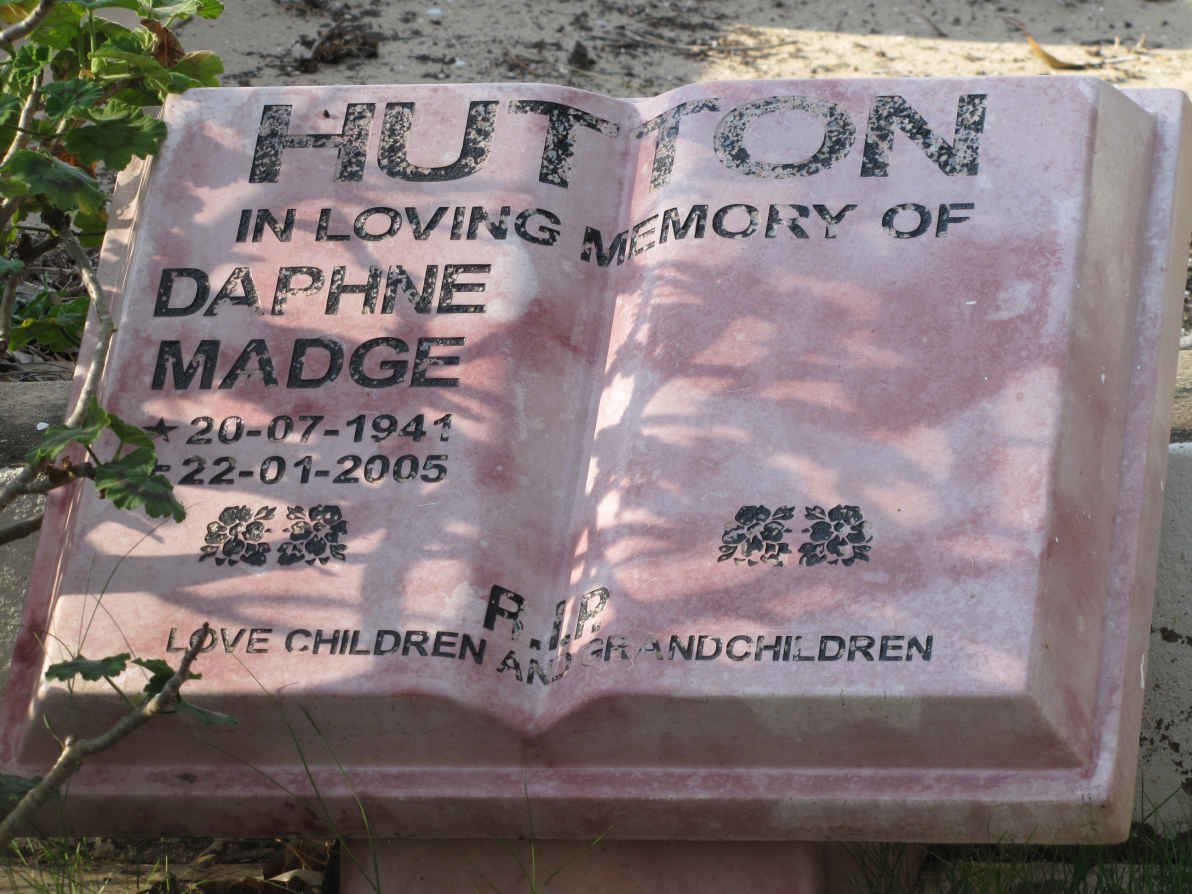 HUTTON
IN LOVING MEMORY OF
DAPHNE
MADGE
★20-07-1941
22-01-2005
R.I.P
LOVE CHILDREN AND GRANDCHILDREN